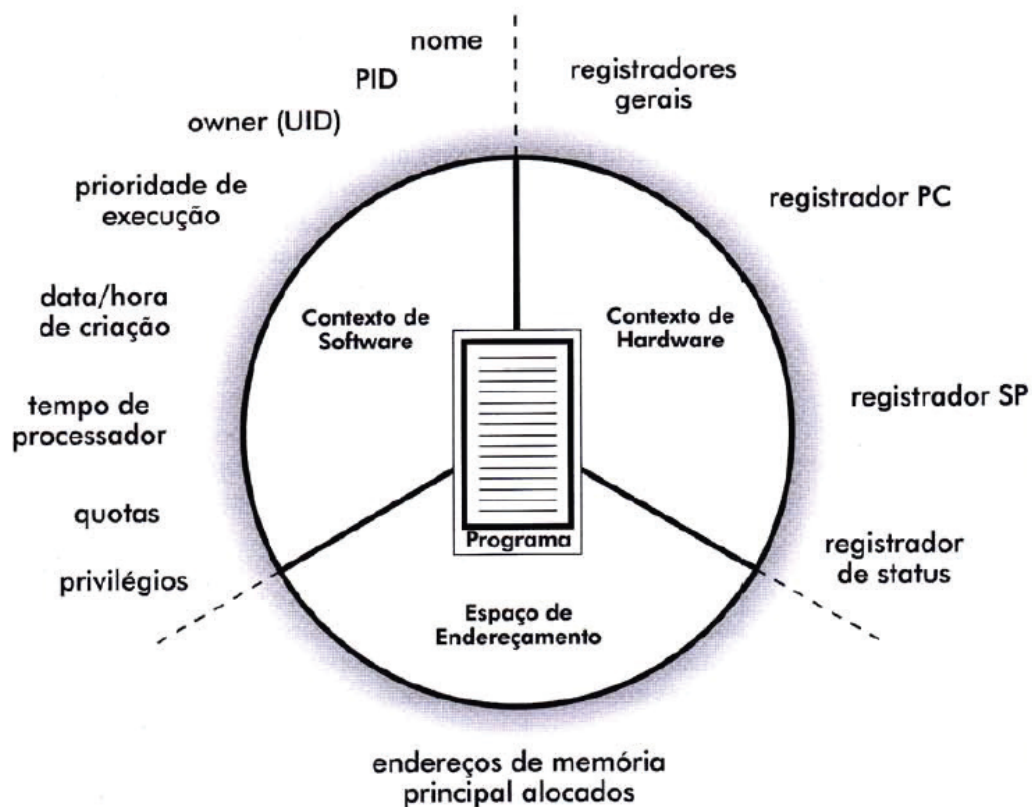 nome
PID
owner (UID)
prioridade de
execução
data/hora
de criação
tempo de
processador
quotas
privilégios
registradores
gerais
registrador PC
registrador SP
registrador
de status
Contexto de
Software
Contexto de
Hardware
Programa
Espaço de
Endereçamento
endereços de memória
principal alocados